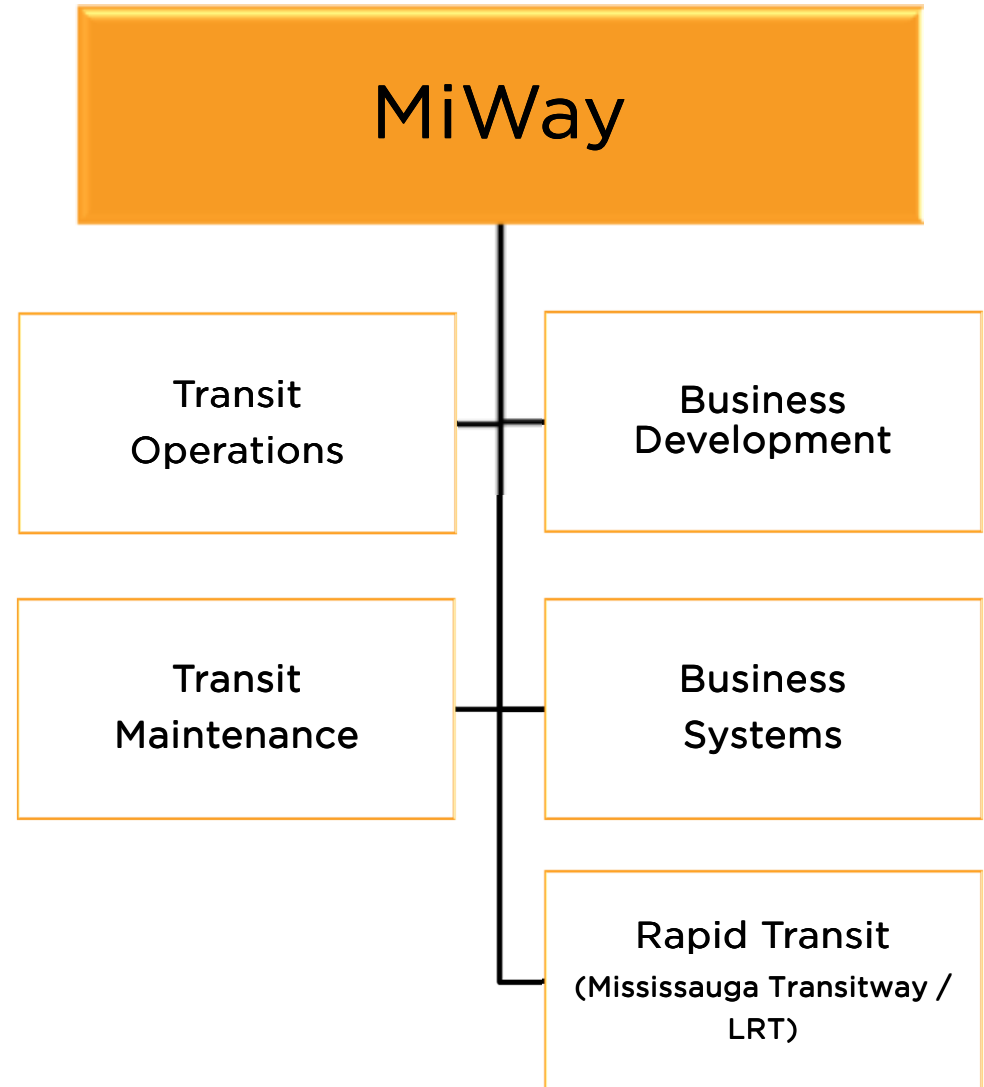 MiWay
Transit
Operations
Business
Development
Transit
Maintenance
Business
Systems
Rapid Transit
(Mississauga Transitway /
LRT)